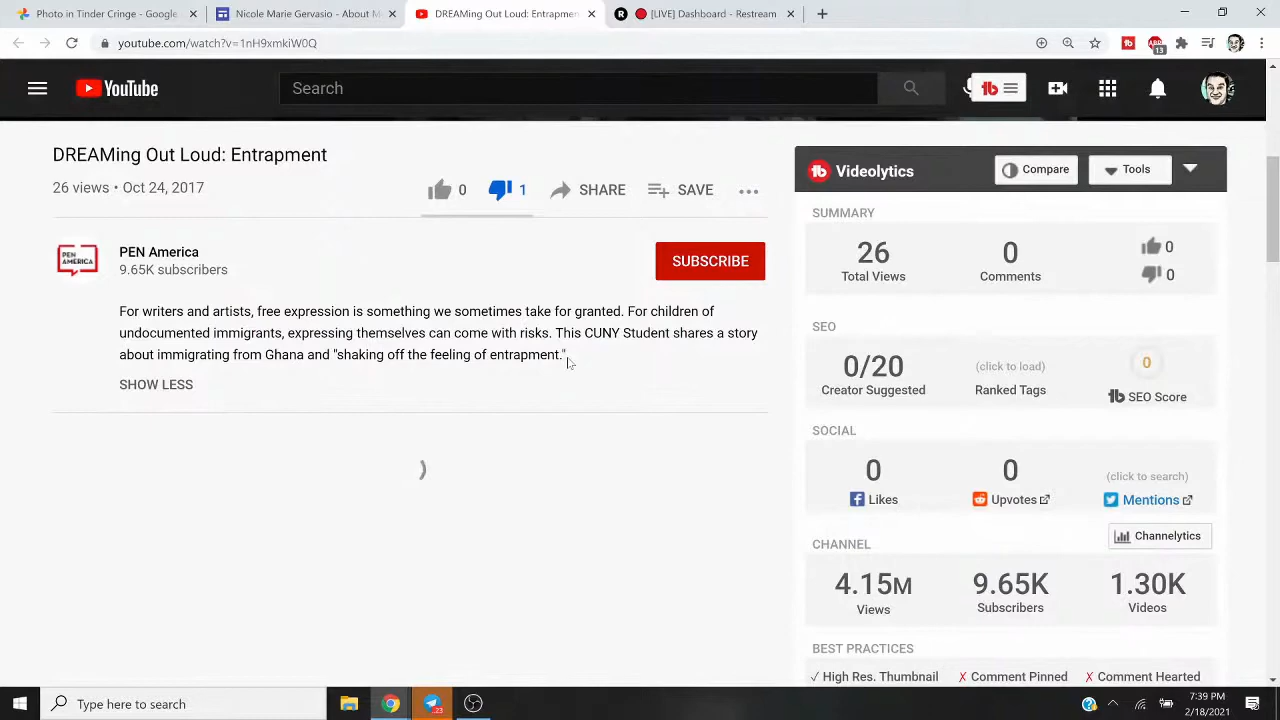 Photo in Tinder Cringe - Google
Nicole Marie Gervasio - About M
DREAMing Out Loud: Entrapment
[LIVE] Dashboard - Restream
youtube.com/watch?v=1nH9xmkiW0Q
13
YouTube
Search
DREAMing Out Loud: Entrapment
26 views • Oct 24, 2017
0
1
SHARE
SAVE
PEN America
9.65K subscribers
SUBSCRIBE
PEN
AMERICA
For writers and artists, free expression is something we sometimes take for granted. For children of
undocumented immigrants, expressing themselves can come with risks. This CUNY Student shares a story
about immigrating from Ghana and "shaking off the feeling of entrapment."
SHOW LESS
Videolytics
Compare
Tools
SUMMARY
26
Total Views
0
Comments
0
0
SEO
0/20
Creator Suggested
(click to load)
Ranked Tags
0
SEO Score
SOCIAL
0
Likes
0
Upvotes
(click to search)
Mentions
CHANNEL
Channelytics
4.15M
Views
9.65K
Subscribers
1.30K
Videos
BEST PRACTICES
✓ High Res. Thumbnail
✗ Comment Pinned
✗ Comment Hearted
Type here to search
23
7:39 PM
2/18/2021